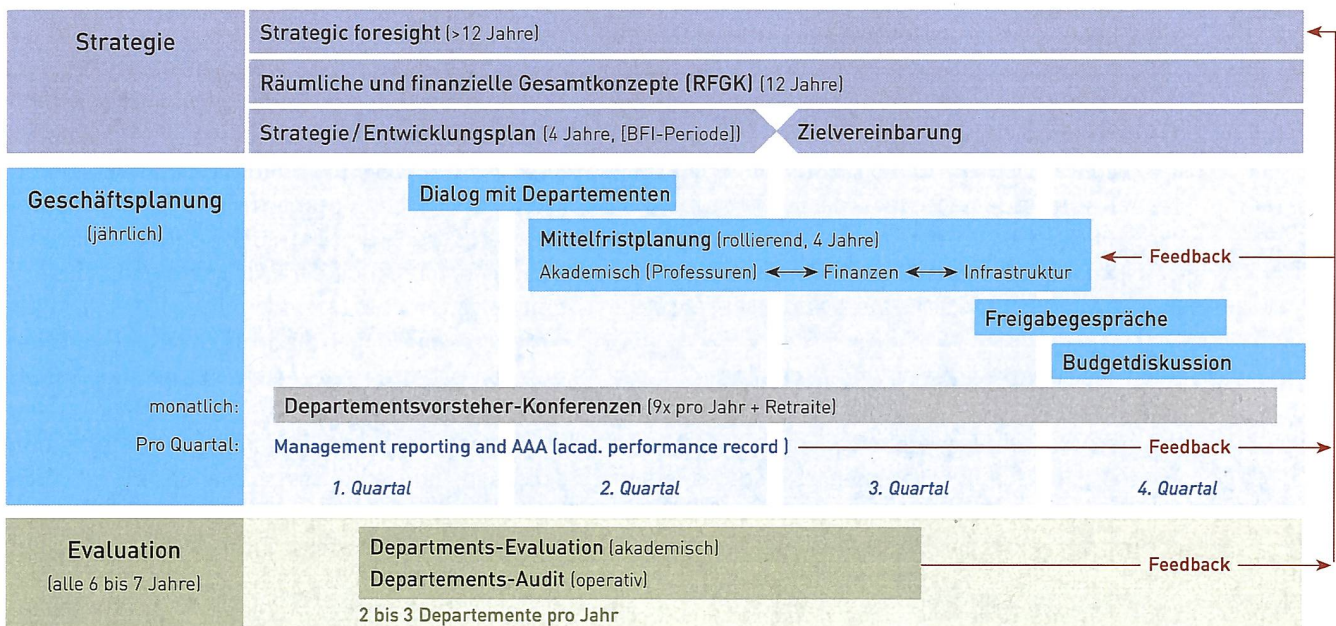 Strategie
Strategic foresight (>12 Jahre)
Räumliche und finanzielle Gesamtkonzepte (RFGK) (12 Jahre)
Strategie/Entwicklungsplan (4 Jahre, [BFI-Periode])
Zielvereinbarung
Geschäftsplanung
(jährlich)
Dialog mit Departementen
Mittelfristplanung (rollierend, 4 Jahre)
Akademisch (Professuren) ↔ Finanzen ↔ Infrastruktur
Feedback
Freigabegespräche
Budgetdiskussion
monatlich:
Departementsvorsteher-Konferenzen (9x pro Jahr + Retraite)
Pro Quartal:
Management reporting and AAA (acad. performance record )
Feedback
1. Quartal
2. Quartal
3. Quartal
4. Quartal
Evaluation
(alle 6 bis 7 Jahre)
Departments-Evaluation (akademisch)
Departements-Audit (operativ)
Feedback
2 bis 3 Departemente pro Jahr